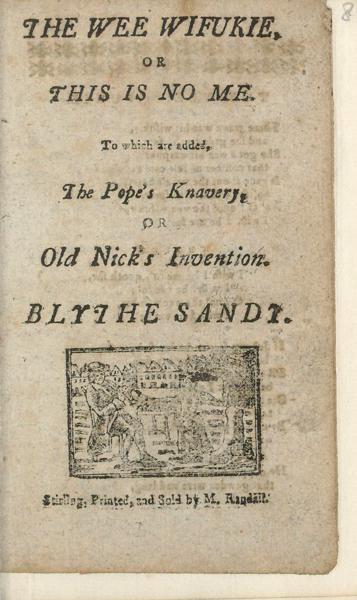 THE WEE WIFUKIE,
OR
THIS IS NO ME.
To which are added,
The Pope's Knavery,
OR
Old Nick's Invention.
BLYTHE SANDY.
Stirling, Printed, and Sold by M. Randall.
8